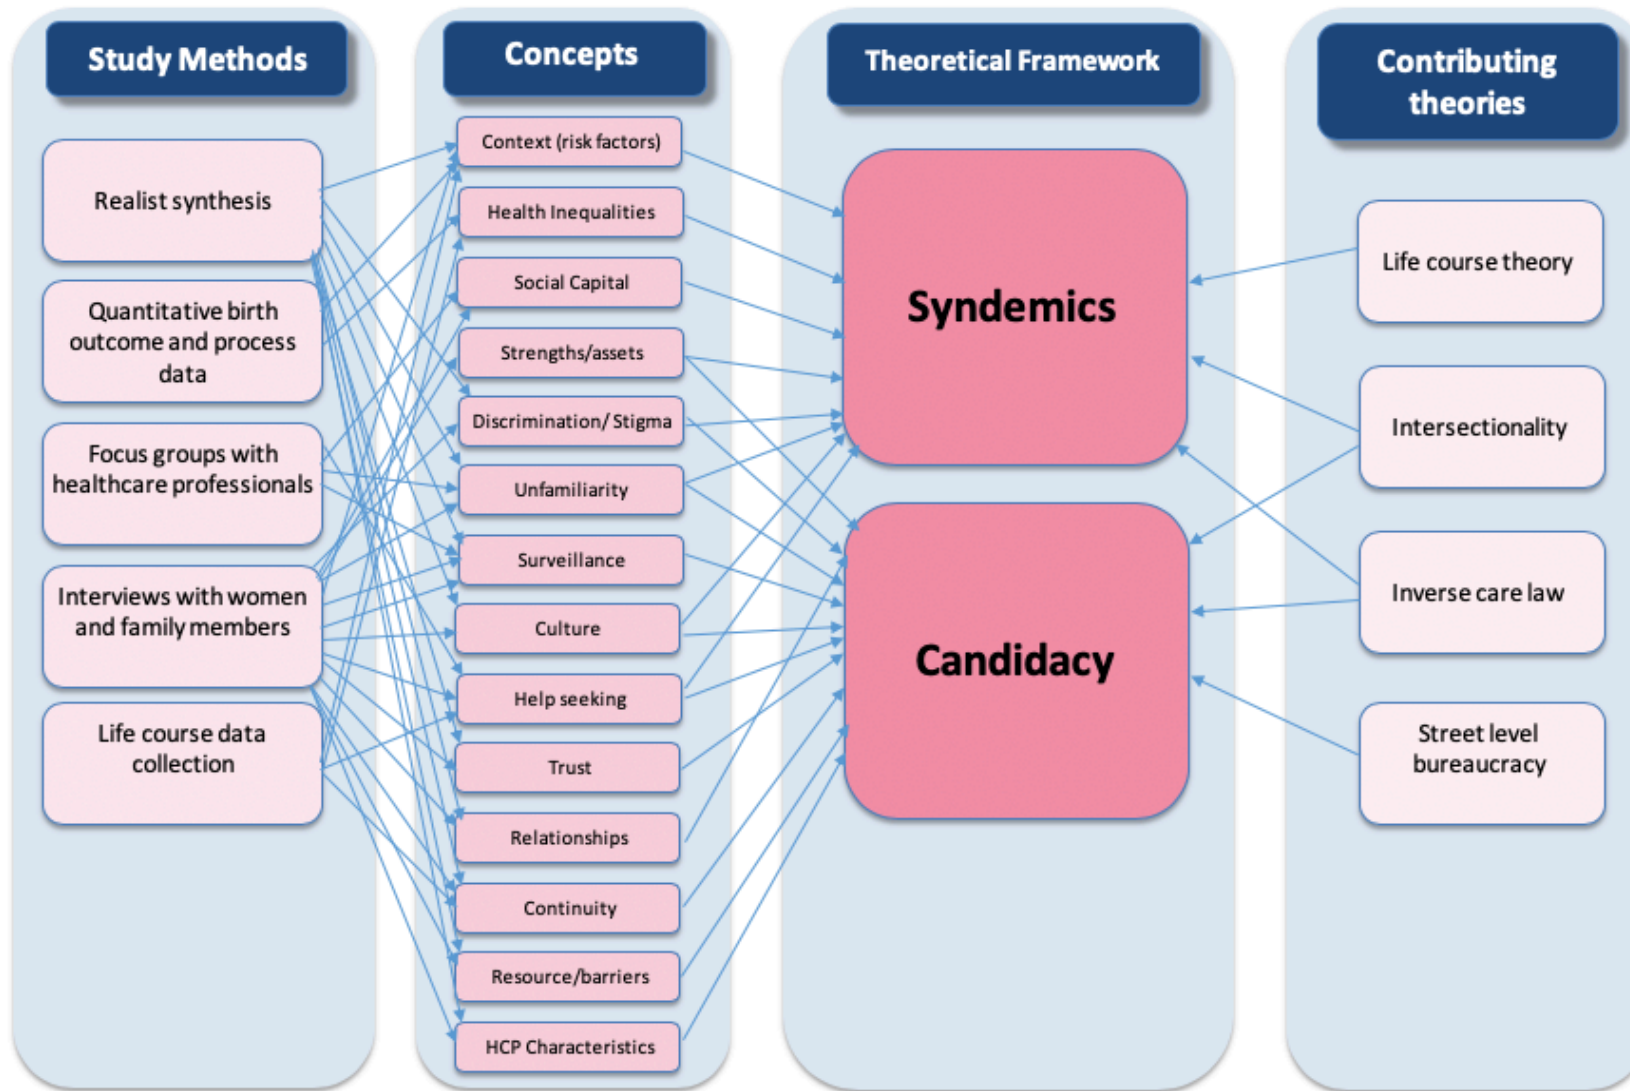 Study Methods
Realist synthesis
Quantitative birth
outcome and process
data
Focus groups with
healthcare professionals
Interviews with women
and family members
Life course data
collection
Concepts
Context (risk factors)
Health Inequalities
Social Capital
Strengths/assets
Discrimination/ Stigma
Unfamiliarity
Surveillance
Culture
Help seeking
Trust
Relationships
Continuity
Resource/barriers
HCP Characteristics
Theoretical Framework
Syndemics
Candidacy
Contributing
theories
Life course theory
Intersectionality
Inverse care law
Street level
bureaucracy